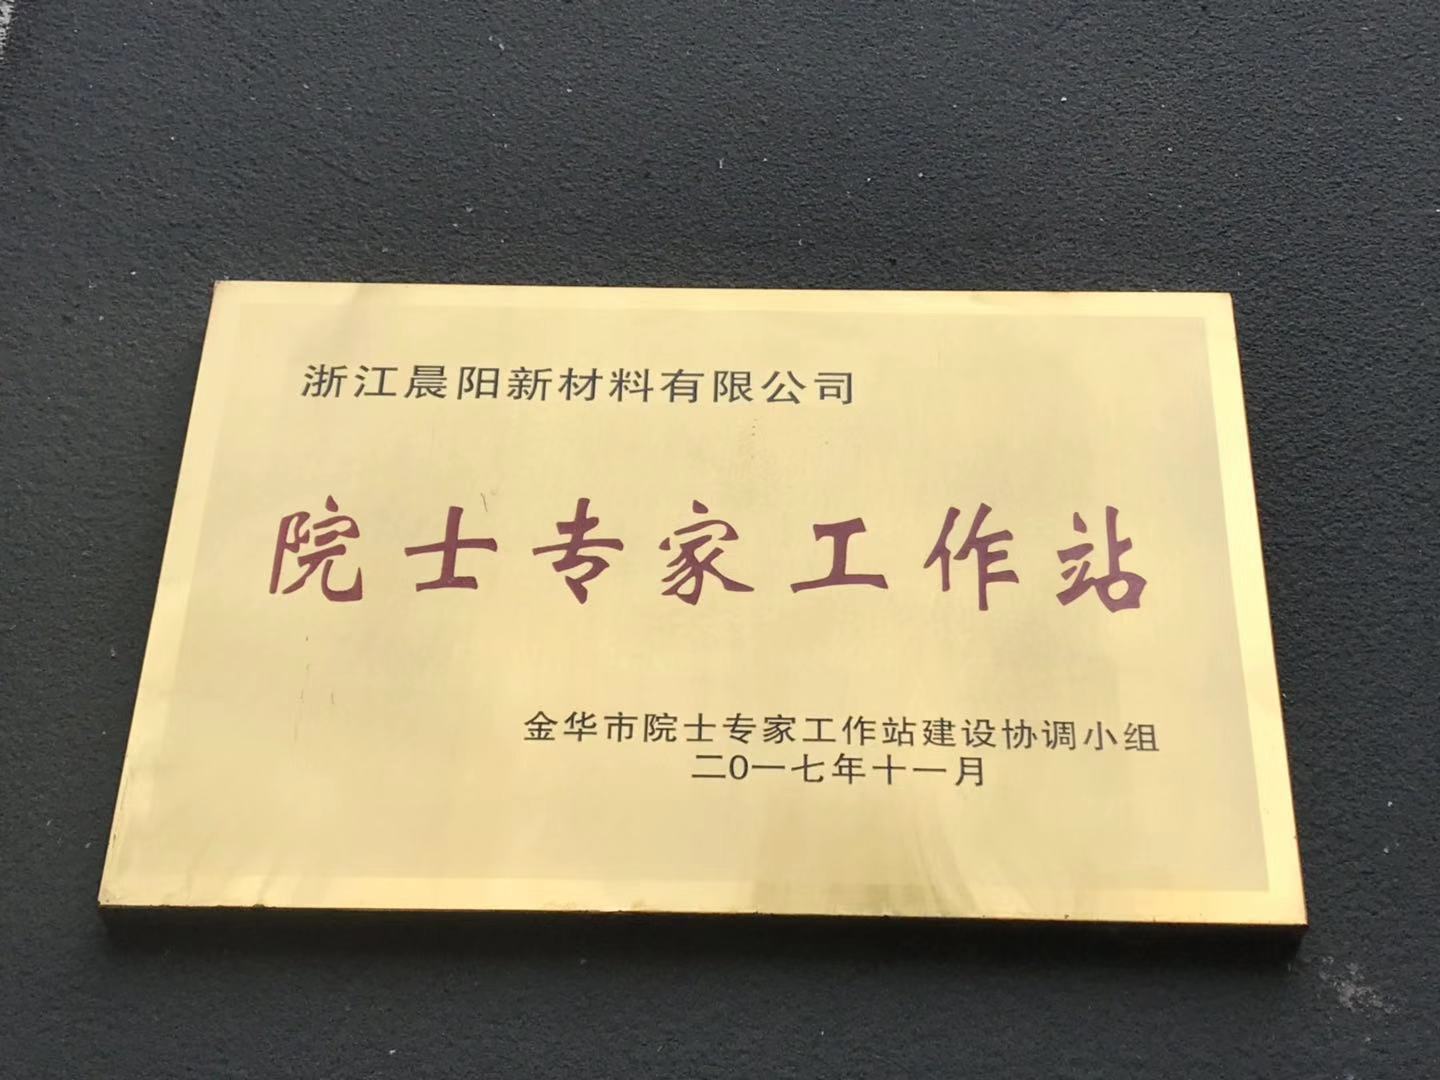 浙江晨阳新材料有限公司
院士专家工作站
金华市院士专家工作站建设协调小组
二0一七年十一月